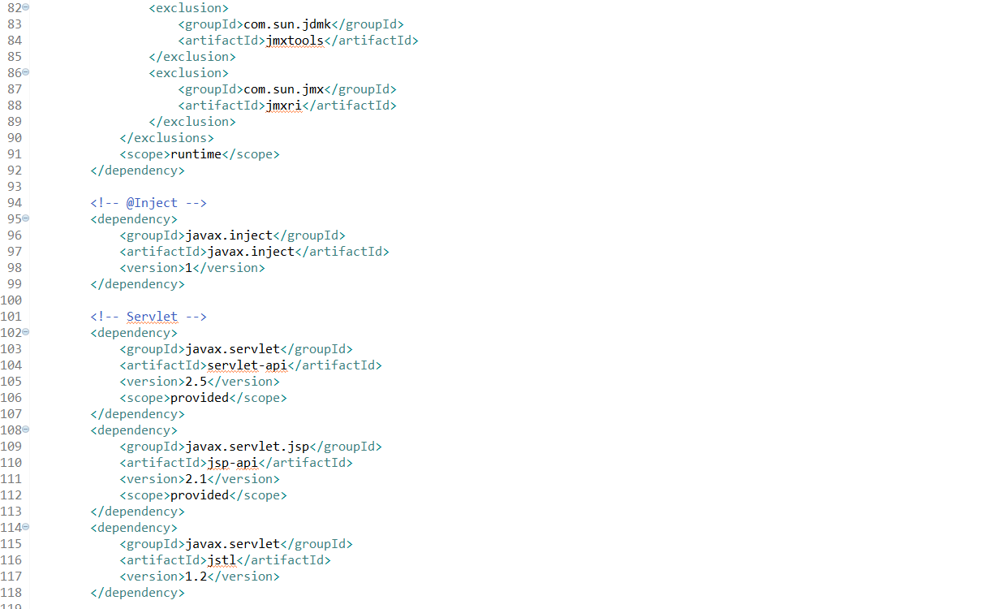 82 <exclusion>
83 <groupId>com.sun.jdmk</groupId>
84 <artifactId>jmxtools</artifactId>
85 </exclusion>
86 <exclusion>
87 <groupId>com.sun.jmx</groupId>
88 <artifactId>jmxri</artifactId>
89 </exclusion>
90 </exclusions>
91 <scope>runtime</scope>
92 </dependency>
93
94 <!-- @Inject -->
95 <dependency>
96 <groupId>javax.inject</groupId>
97 <artifactId>javax.inject</artifactId>
98 <version>1</version>
99 </dependency>
100
101 <!-- Servlet -->
102 <dependency>
103 <groupId>javax.servlet</groupId>
104 <artifactId>servlet-api</artifactId>
105 <version>2.5</version>
106 <scope>provided</scope>
107 </dependency>
108 <dependency>
109 <groupId>javax.servlet.jsp</groupId>
110 <artifactId>jsp-api</artifactId>
111 <version>2.1</version>
112 <scope>provided</scope>
113 </dependency>
114 <dependency>
115 <groupId>javax.servlet</groupId>
116 <artifactId>jstl</artifactId>
117 <version>1.2</version>
118 </dependency>
119